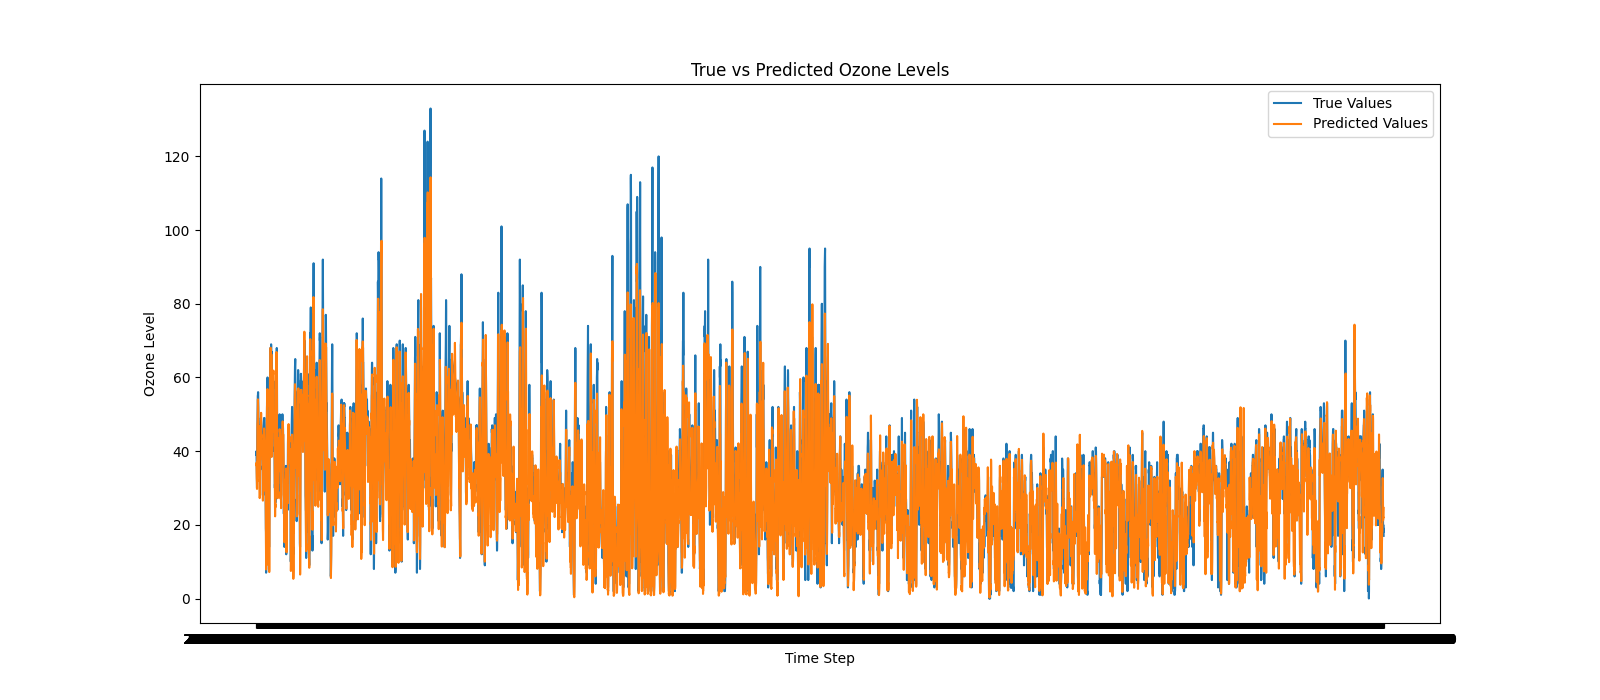 True vs Predicted Ozone Levels
True Values
Predicted Values
120
100
80
60
40
20
0
Ozone Level
Time Step